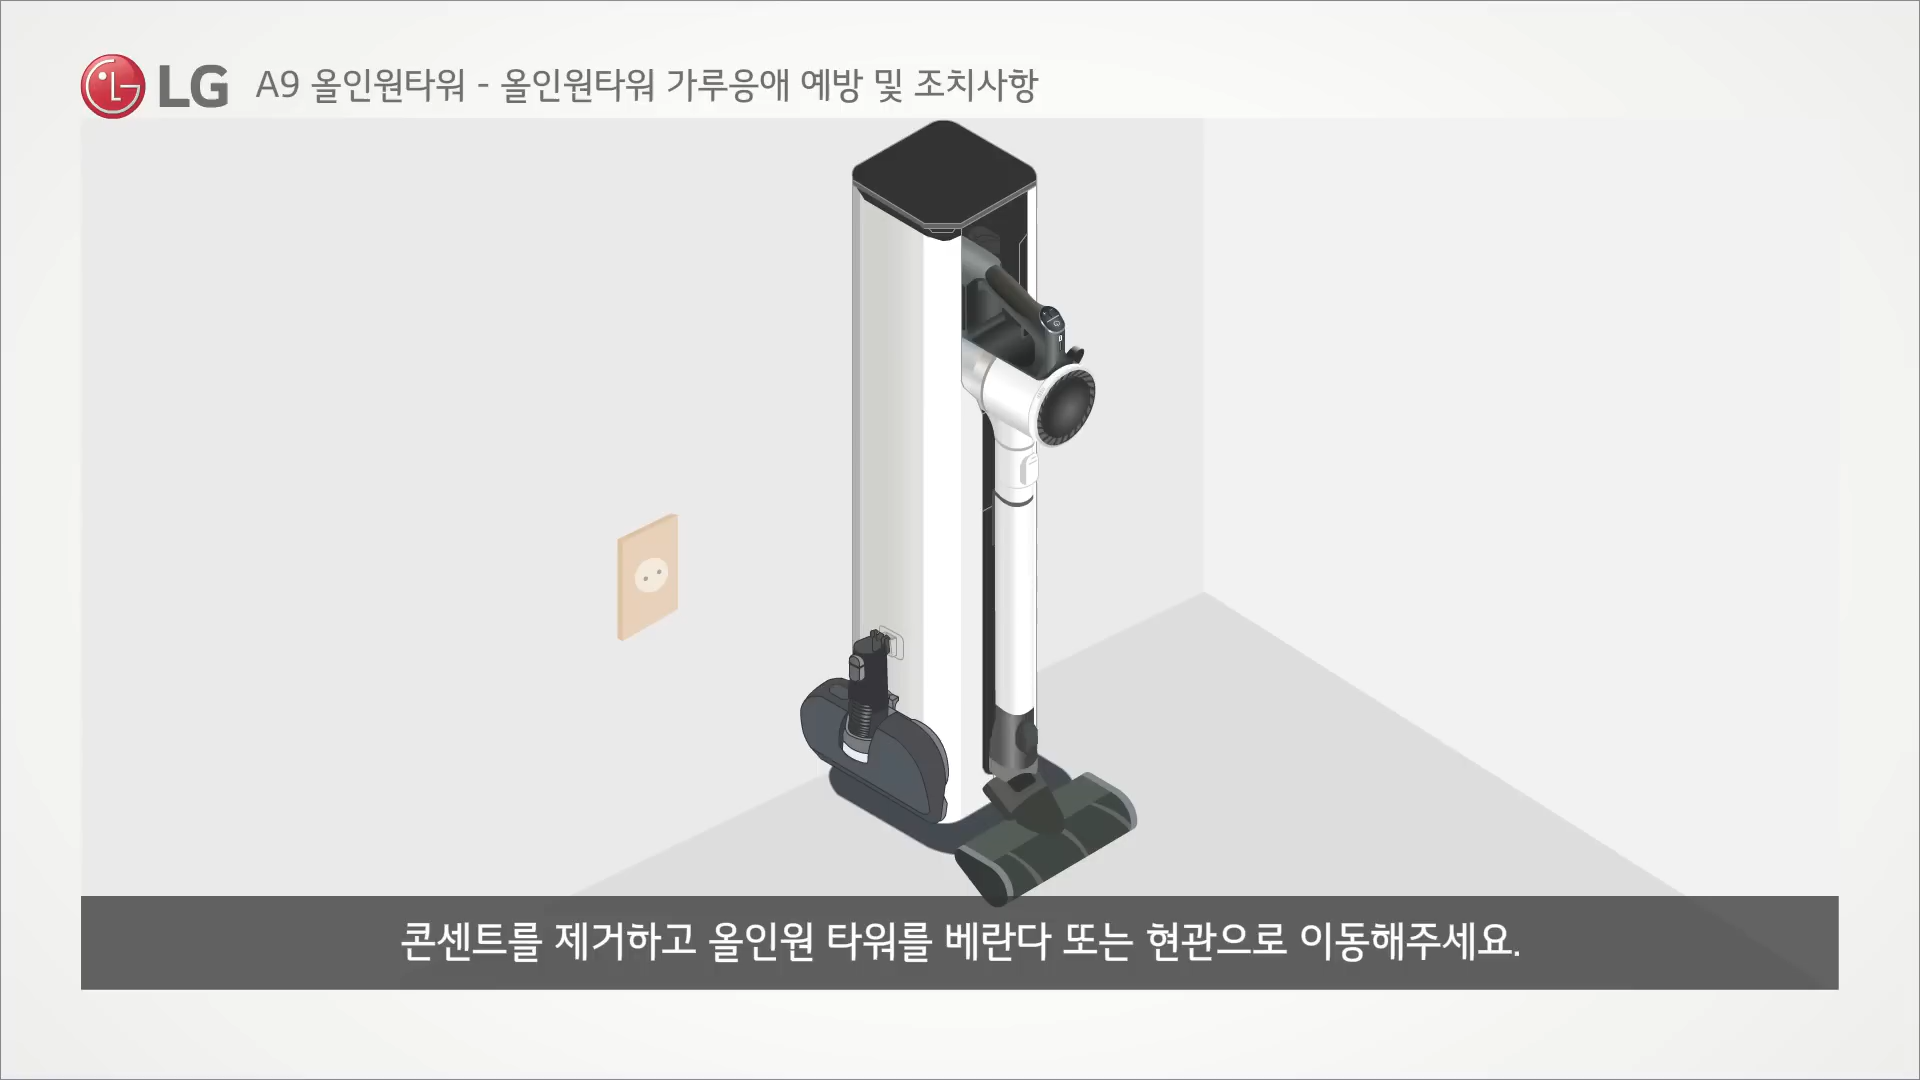 LG A9 올인원타워 - 올인원타워 가루응애 예방 및 조치사항
콘센트를 제거하고 올인원 타워를 베란다 또는 현관으로 이동해주세요.